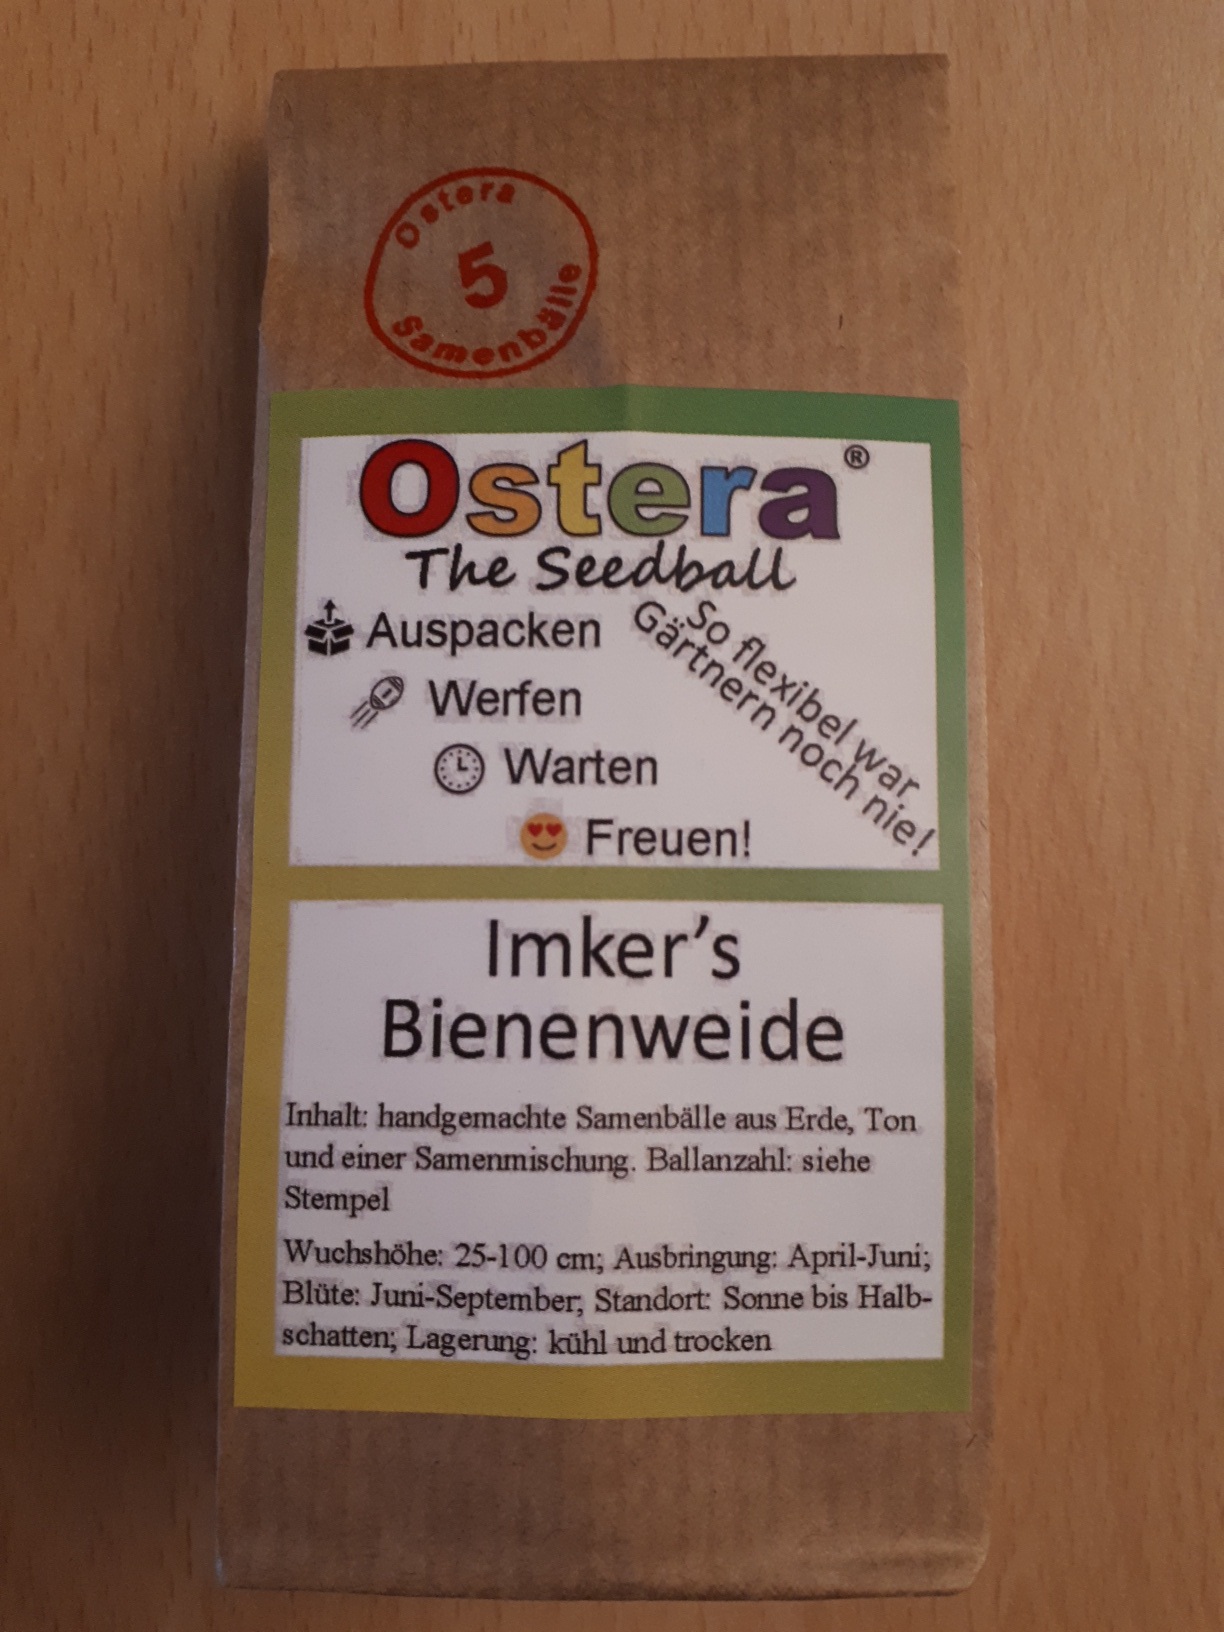 Ostera
5
Samenbälle
Ostera®
The Seedball
Auspacken
Werfen
Warten
Freuen!
So flexibel war
Gärtnern noch nie!
Imker’s
Bienenweide
Inhalt: handgemachte Samenbälle aus Erde, Ton
und einer Samenmischung. Ballanzahl: siehe
Stempel
Wuchshöhe: 25-100 cm; Ausbringung: April-Juni;
Blüte: Juni-September; Standort: Sonne bis Halb-
schatten; Lagerung: kühl und trocken